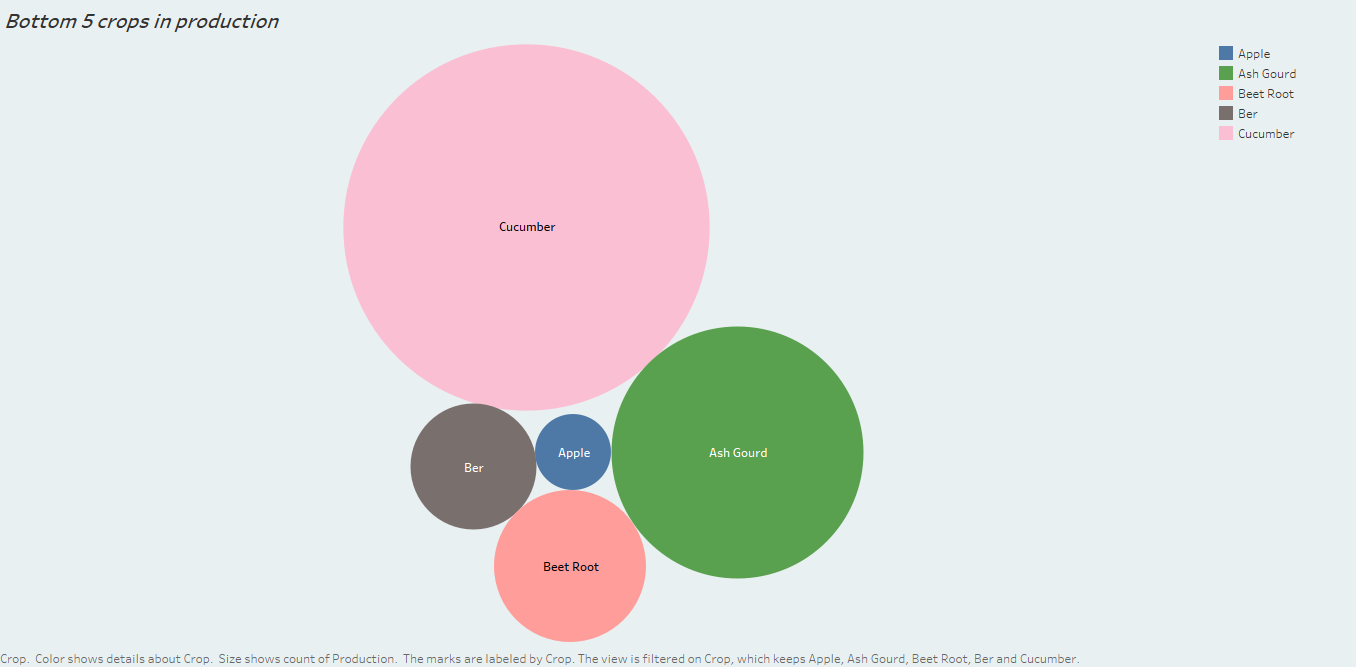 Bottom 5 crops in production
Apple
Ash Gourd
Beet Root
Ber
Cucumber
Cucumber
Ash Gourd
Apple
Ber
Beet Root
Crop.  Color shows details about Crop.  Size shows count of Production.  The marks are labeled by Crop. The view is filtered on Crop, which keeps Apple, Ash Gourd, Beet Root, Ber and Cucumber.